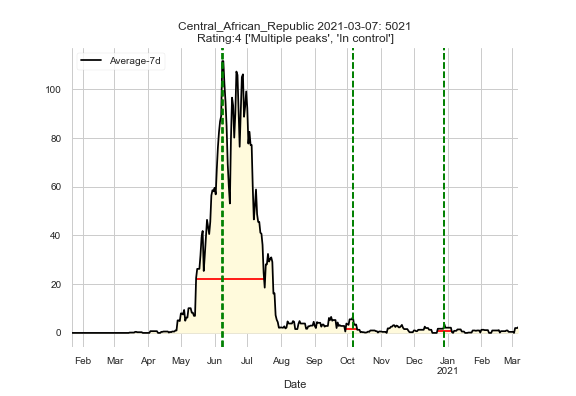 Central_African_Republic 2021-03-07: 5021
Rating:4 ['Multiple peaks', 'In control']
Average-7d
100
80
60
40
20
0
Feb Mar Apr May Jun Jul Aug Sep Oct Nov Dec Jan Feb Mar
2021
Date